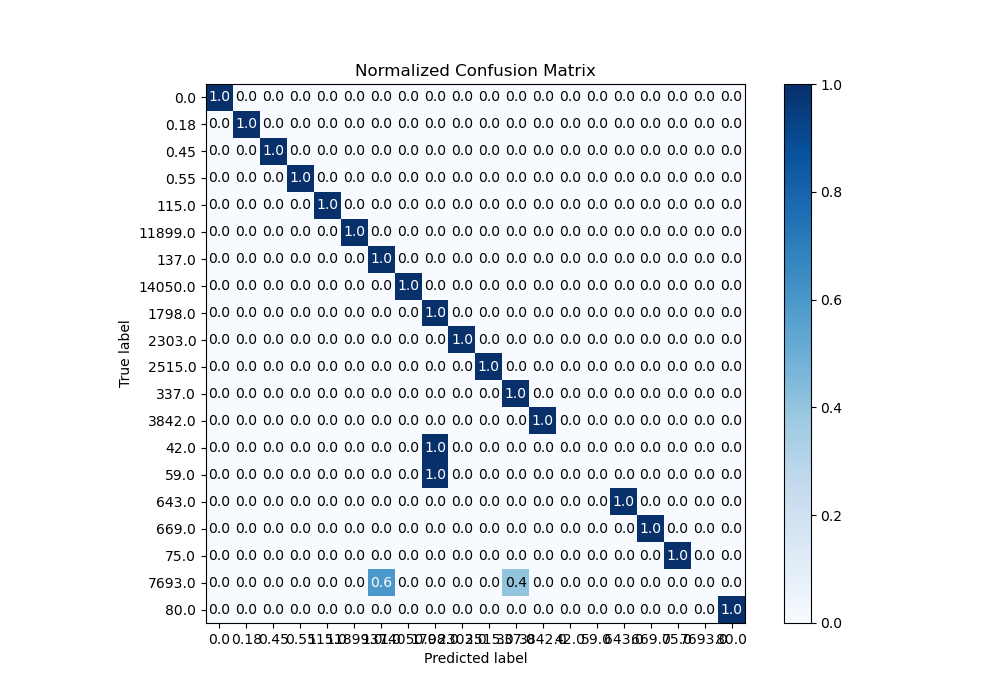 Normalized Confusion Matrix
0.0 1.0 0.0 0.0 0.0 0.0 0.0 0.0 0.0 0.0 0.0 0.0 0.0 0.0 0.0 0.0 0.0 0.0 0.0 0.0 0.0
0.18 0.0 1.0 0.0 0.0 0.0 0.0 0.0 0.0 0.0 0.0 0.0 0.0 0.0 0.0 0.0 0.0 0.0 0.0 0.0 0.0
0.45 0.0 0.0 1.0 0.0 0.0 0.0 0.0 0.0 0.0 0.0 0.0 0.0 0.0 0.0 0.0 0.0 0.0 0.0 0.0 0.0
0.55 0.0 0.0 0.0 1.0 0.0 0.0 0.0 0.0 0.0 0.0 0.0 0.0 0.0 0.0 0.0 0.0 0.0 0.0 0.0 0.0
115.0 0.0 0.0 0.0 0.0 1.0 0.0 0.0 0.0 0.0 0.0 0.0 0.0 0.0 0.0 0.0 0.0 0.0 0.0 0.0 0.0
11899.0 0.0 0.0 0.0 0.0 0.0 1.0 0.0 0.0 0.0 0.0 0.0 0.0 0.0 0.0 0.0 0.0 0.0 0.0 0.0 0.0
137.0 0.0 0.0 0.0 0.0 0.0 0.0 1.0 0.0 0.0 0.0 0.0 0.0 0.0 0.0 0.0 0.0 0.0 0.0 0.0 0.0
14050.0 0.0 0.0 0.0 0.0 0.0 0.0 0.0 1.0 0.0 0.0 0.0 0.0 0.0 0.0 0.0 0.0 0.0 0.0 0.0 0.0
1798.0 0.0 0.0 0.0 0.0 0.0 0.0 0.0 0.0 1.0 0.0 0.0 0.0 0.0 0.0 0.0 0.0 0.0 0.0 0.0 0.0
2303.0 0.0 0.0 0.0 0.0 0.0 0.0 0.0 0.0 0.0 1.0 0.0 0.0 0.0 0.0 0.0 0.0 0.0 0.0 0.0 0.0
2515.0 0.0 0.0 0.0 0.0 0.0 0.0 0.0 0.0 0.0 0.0 1.0 0.0 0.0 0.0 0.0 0.0 0.0 0.0 0.0 0.0
337.0 0.0 0.0 0.0 0.0 0.0 0.0 0.0 0.0 0.0 0.0 0.0 1.0 0.0 0.0 0.0 0.0 0.0 0.0 0.0 0.0
3842.0 0.0 0.0 0.0 0.0 0.0 0.0 0.0 0.0 0.0 0.0 0.0 0.0 1.0 0.0 0.0 0.0 0.0 0.0 0.0 0.0
42.0 0.0 0.0 0.0 0.0 0.0 0.0 0.0 0.0 1.0 0.0 0.0 0.0 0.0 0.0 0.0 0.0 0.0 0.0 0.0 0.0
59.0 0.0 0.0 0.0 0.0 0.0 0.0 0.0 0.0 1.0 0.0 0.0 0.0 0.0 0.0 0.0 0.0 0.0 0.0 0.0 0.0
643.0 0.0 0.0 0.0 0.0 0.0 0.0 0.0 0.0 0.0 0.0 0.0 0.0 0.0 0.0 0.0 1.0 0.0 0.0 0.0 0.0
669.0 0.0 0.0 0.0 0.0 0.0 0.0 0.0 0.0 0.0 0.0 0.0 0.0 0.0 0.0 0.0 0.0 1.0 0.0 0.0 0.0
75.0 0.0 0.0 0.0 0.0 0.0 0.0 0.0 0.0 0.0 0.0 0.0 0.0 0.0 0.0 0.0 0.0 0.0 1.0 0.0 0.0
7693.0 0.0 0.0 0.0 0.0 0.0 0.0 0.6 0.0 0.0 0.0 0.0 0.4 0.0 0.0 0.0 0.0 0.0 0.0 0.0 0.0
80.0 0.0 0.0 0.0 0.0 0.0 0.0 0.0 0.0 0.0 0.0 0.0 0.0 0.0 0.0 0.0 0.0 0.0 0.0 0.0 1.0
0.0 0.18 0.45 0.55 115.0 11899.0 137.0 14050.0 1798.0 2303.0 2515.0 337.0 3842.0 42.0 59.0 643.0 669.0 75.0 7693.0 80.0
Predicted label
True label
1.0
0.8
0.6
0.4
0.2
0.0